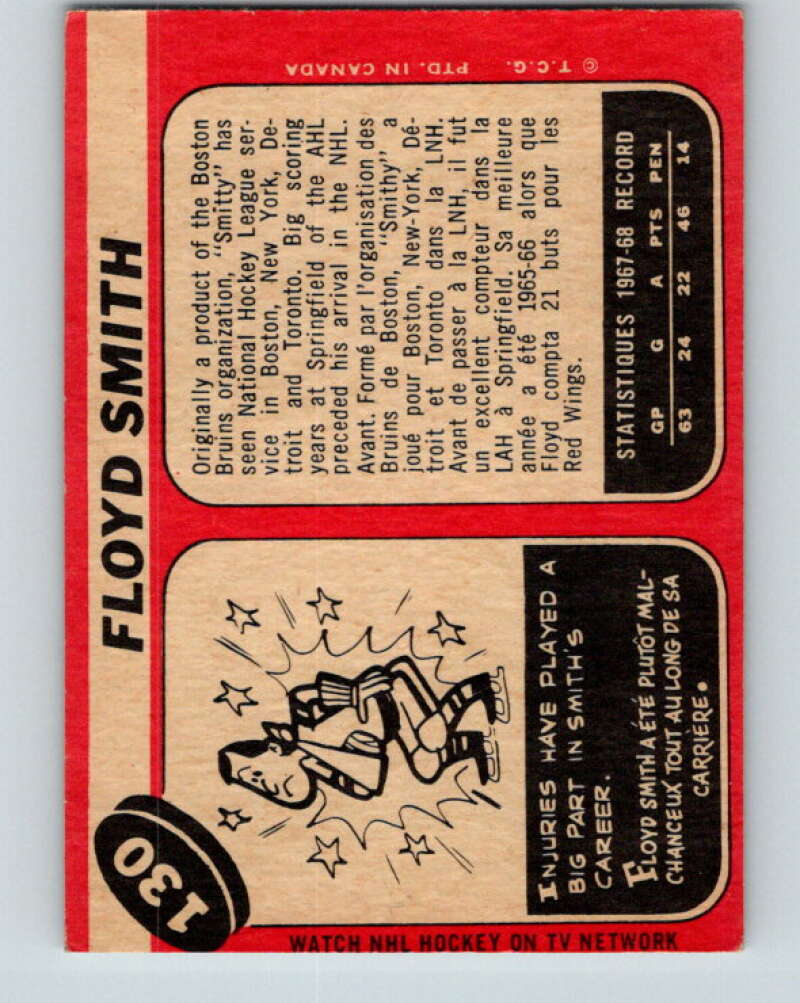 130
FLOYD SMITH
INJURIES HAVE PLAYED A
BIG PART IN SMITH'S
CAREER.
FLOYD SMITH A ÉTÉ PLUTÔT MAL-
CHANCEUX TOUT AU LONG DE SA
CARRIÈRE.
Originally a product of the Boston
Bruins organization, "Smitty" has
seen National Hockey League ser-
vice in Boston, New York, De-
troit and Toronto. Big scoring
years at Springfield of the AHL
preceded his arrival in the NHL.
Avant. Formé par l'organisation des
Bruins de Boston, "Smithy" a
joué pour Boston, New-York, Dé-
troit et Toronto dans la LNH.
Avant de passer à la LNH, il fut
un excellent compteur dans la
LAH à Springfield. Sa meilleure
année a été 1965-66 alors que
Floyd compta 21 buts pour les
Red Wings.
STATISTIQUES 1967-68 RECORD
GP G A PTS PEN
63 24 22 46 14
WATCH NHL HOCKEY ON TV NETWORK
© T.C.G. PTD. IN CANADA